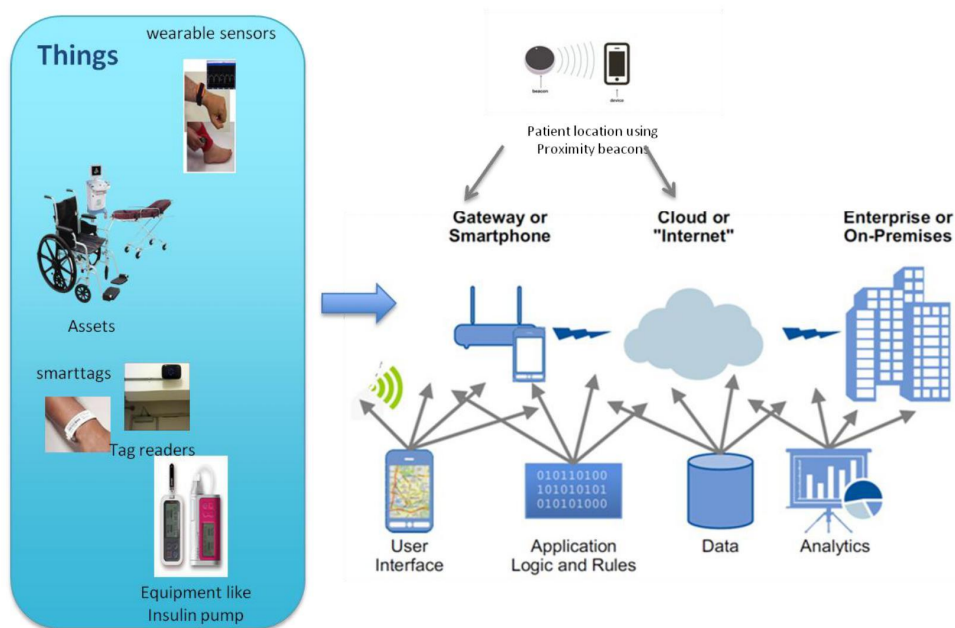 Things
wearable sensors
Assets
smarttags
Tag readers
Equipment like
Insulin pump
beacon
device
Patient location using
Proximity beacons
Gateway or
Smartphone
Cloud or
"Internet"
Enterprise or
On-Premises
010110100
101010101
010101000
User
Interface
Application
Logic and Rules
Data
Analytics